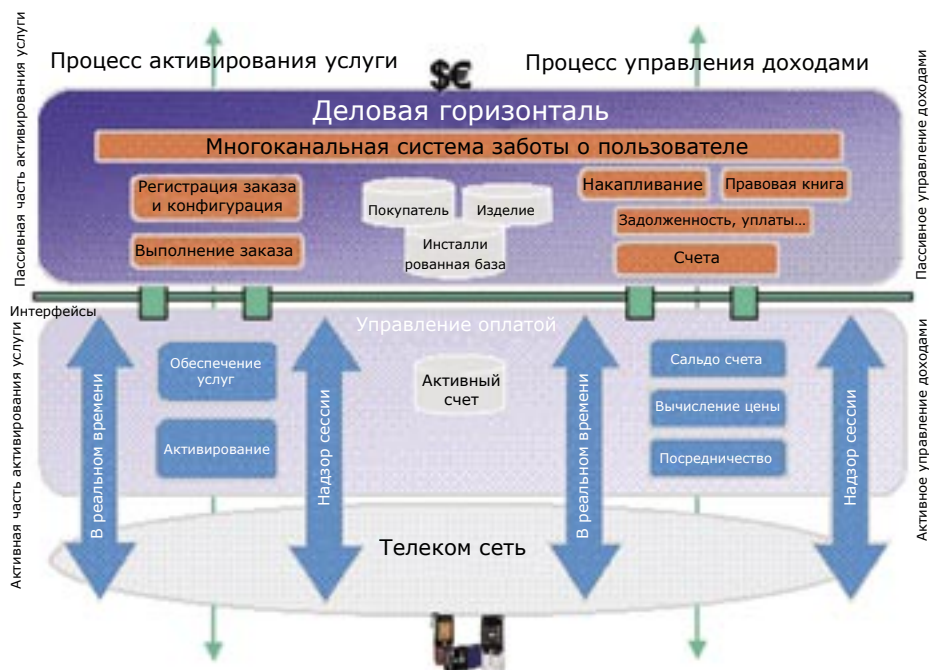 Процесс активирования услуги
$€
Процесс управления доходами
Пассивная часть активирования услуги
Пассивное управление доходами
Деловая горизонталь
Многоканальная система заботы о пользователе
Регистрация заказа
и конфигурация
Выполнение заказа
Покупатель
Изделие
Инсталли
рованная база
Накапливание
Правовая книга
Задолженность, уплаты...
Счета
Интерфейсы
Управление оплатой
Активная часть активирования услуги
Активное управление доходами
В реальном времени
Обеспечение
услуг
Активирование
Надзор сессии
Активный
счет
В реальном времени
Сальдо счета
Вычисление цены
Посредничество
Надзор сессии
Телеком сеть